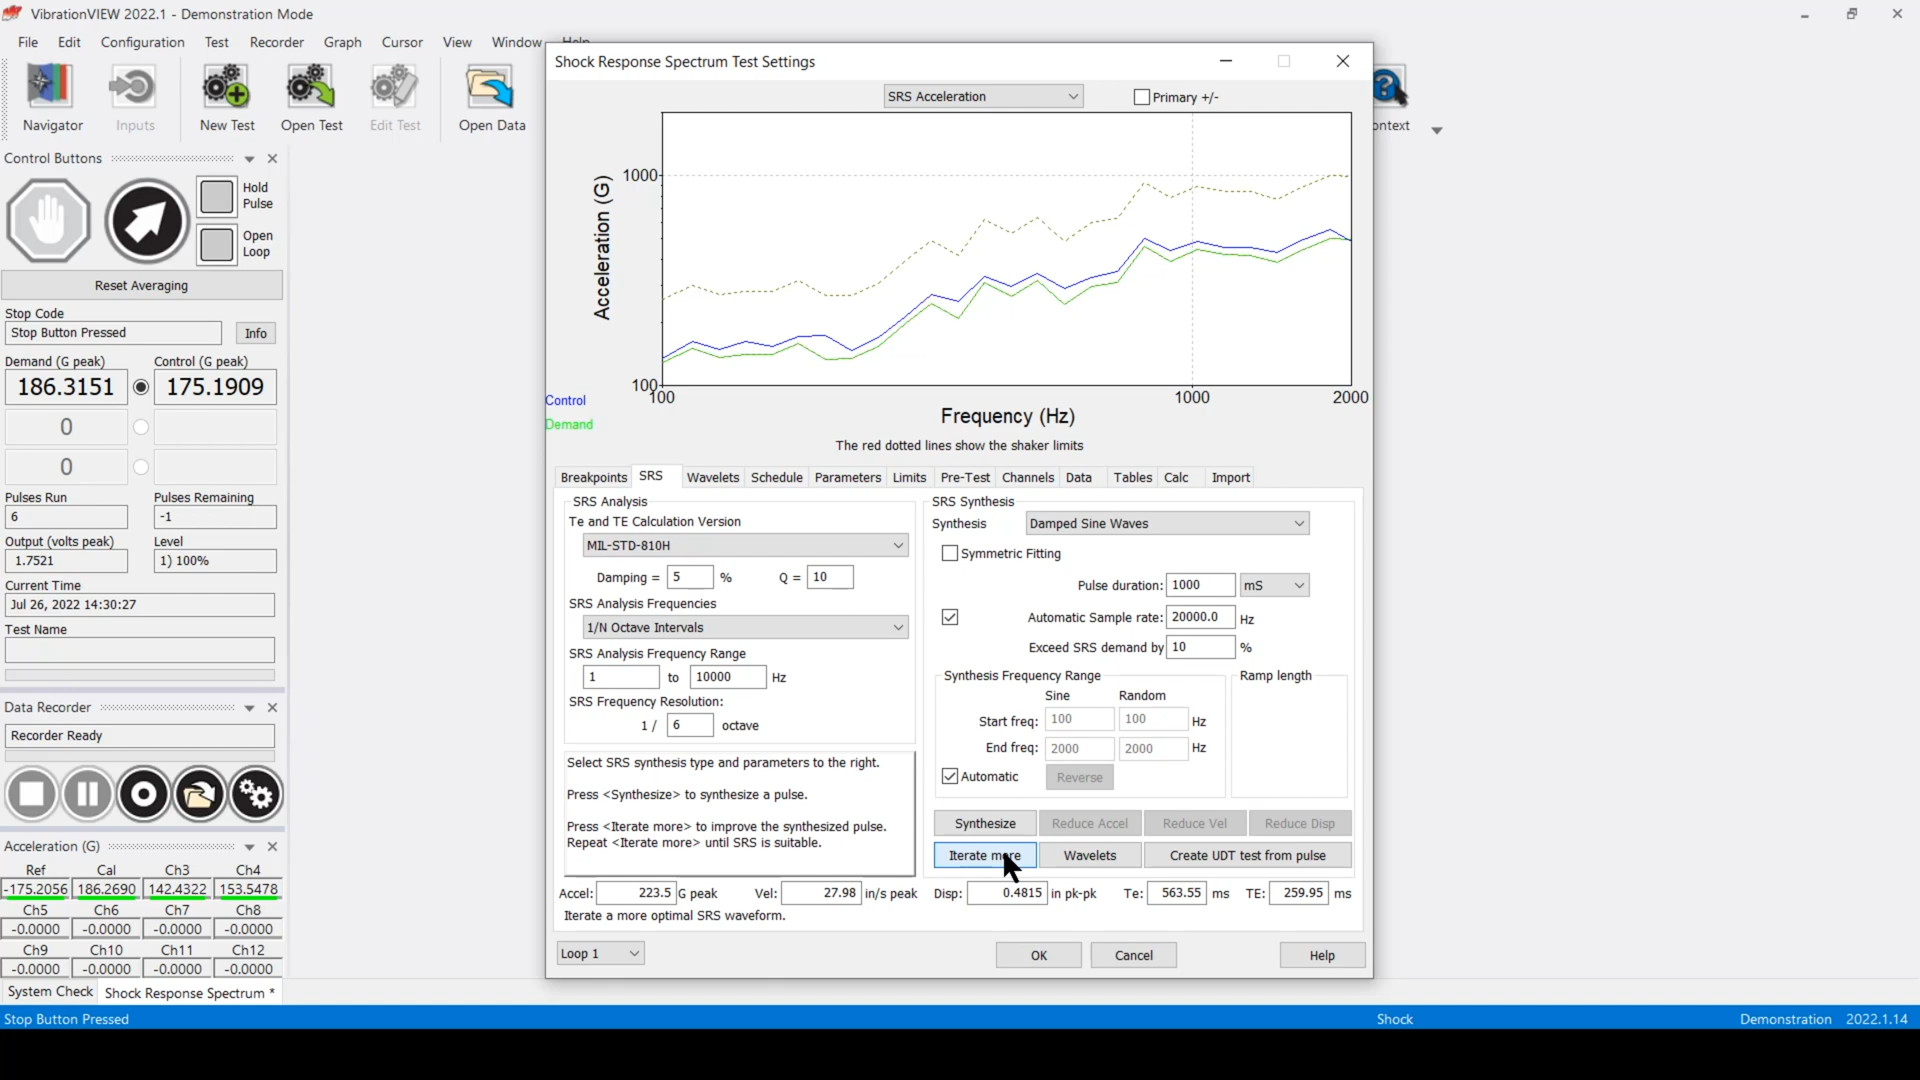 VibrationVIEW 2022.1 - Demonstration Mode
File Edit Configuration Test Recorder Graph Cursor View Window Help
Navigator Inputs New Test Open Test Edit Test Open Data
ontext
Control Buttons
Hold
Pulse
Open
Loop
Reset Averaging
Stop Code
Stop Button Pressed Info
Demand (G peak) Control (G peak)
186.3151 175.1909
0
0
Pulses Run Pulses Remaining
6 -1
Output (volts peak) Level
1.7521 1) 100%
Current Time
Jul 26, 2022 14:30:27
Test Name
Data Recorder
Recorder Ready
Acceleration (G)
Ref Cal Ch3 Ch4
-175.2056 186.2690 142.4322 153.5478
Ch5 Ch6 Ch7 Ch8
-0.0000 -0.0000 -0.0000 -0.0000
Ch9 Ch10 Ch11 Ch12
-0.0000 -0.0000 -0.0000 -0.0000
System Check Shock Response Spectrum *
Shock Response Spectrum Test Settings
SRS Acceleration Primary +/-
Acceleration (G)
1000
100
100 1000 2000
Control
Demand
Frequency (Hz)
The red dotted lines show the shaker limits
Breakpoints SRS Wavelets Schedule Parameters Limits Pre-Test Channels Data Tables Calc Import
SRS Analysis
Te and TE Calculation Version
MIL-STD-810H
Damping = 5 % Q = 10
SRS Analysis Frequencies
1/N Octave Intervals
SRS Analysis Frequency Range
1 to 10000 Hz
SRS Frequency Resolution:
1 / 6 octave
Select SRS synthesis type and parameters to the right.
Press <Synthesize> to synthesize a pulse.
Press <Iterate more> to improve the synthesized pulse.
Repeat <Iterate more> until SRS is suitable.
SRS Synthesis
Synthesis Damped Sine Waves
Symmetric Fitting
Pulse duration: 1000 mS
Automatic Sample rate: 20000.0 Hz
Exceed SRS demand by 10 %
Synthesis Frequency Range
Sine Random
Start freq: 100 100 Hz
End freq: 2000 2000 Hz
Automatic Reverse
Ramp length
Synthesize Reduce Accel Reduce Vel Reduce Disp
Iterate more Wavelets Create UDT test from pulse
Accel: 223.5 G peak Vel: 27.98 in/s peak Disp: 0.4815 in pk-pk Te: 563.55 ms TE: 259.95 ms
Iterate a more optimal SRS waveform.
Loop 1 OK Cancel Help
Stop Button Pressed Shock Demonstration 2022.1.14